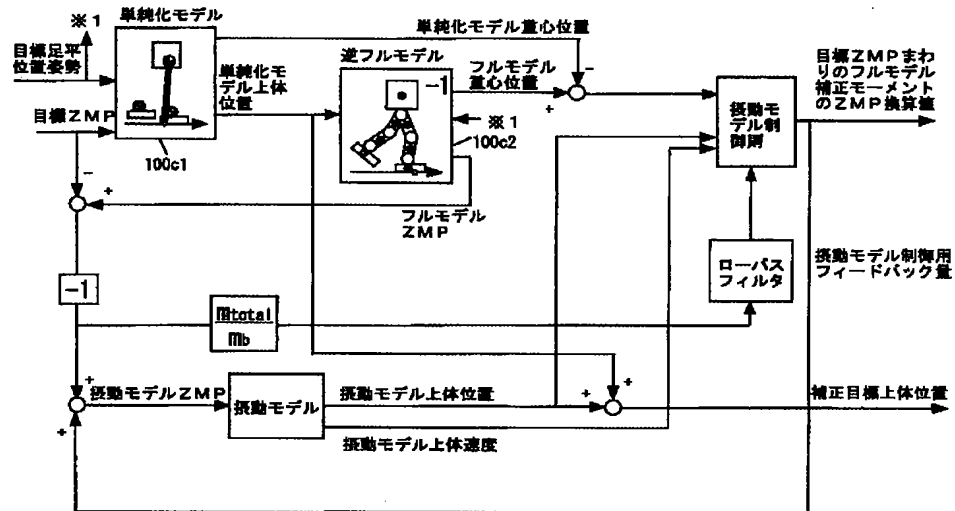 ※1
単純化モデル
単純化モデル重心位置
目標足平
位置姿勢
単純化モ
デル上体
位置
逆フルモデル
フルモデル
重心位置
目標ZMPまわ
りのフルモデル
補正モーメント
のZMP換算値
-1
-
+
※1
目標ZMP
摂動モ
デル制
御則
100c1
100c2
-
+
フルモデル
ZMP
ローパス
フィルタ
摂動モデル制御用
フィードバック量
-1
mtotal
mb
+
摂動モデルZMP
摂動モデル
摂動モデル上体位置
+
+
補正目標上体位置
+
摂動モデル上体速度